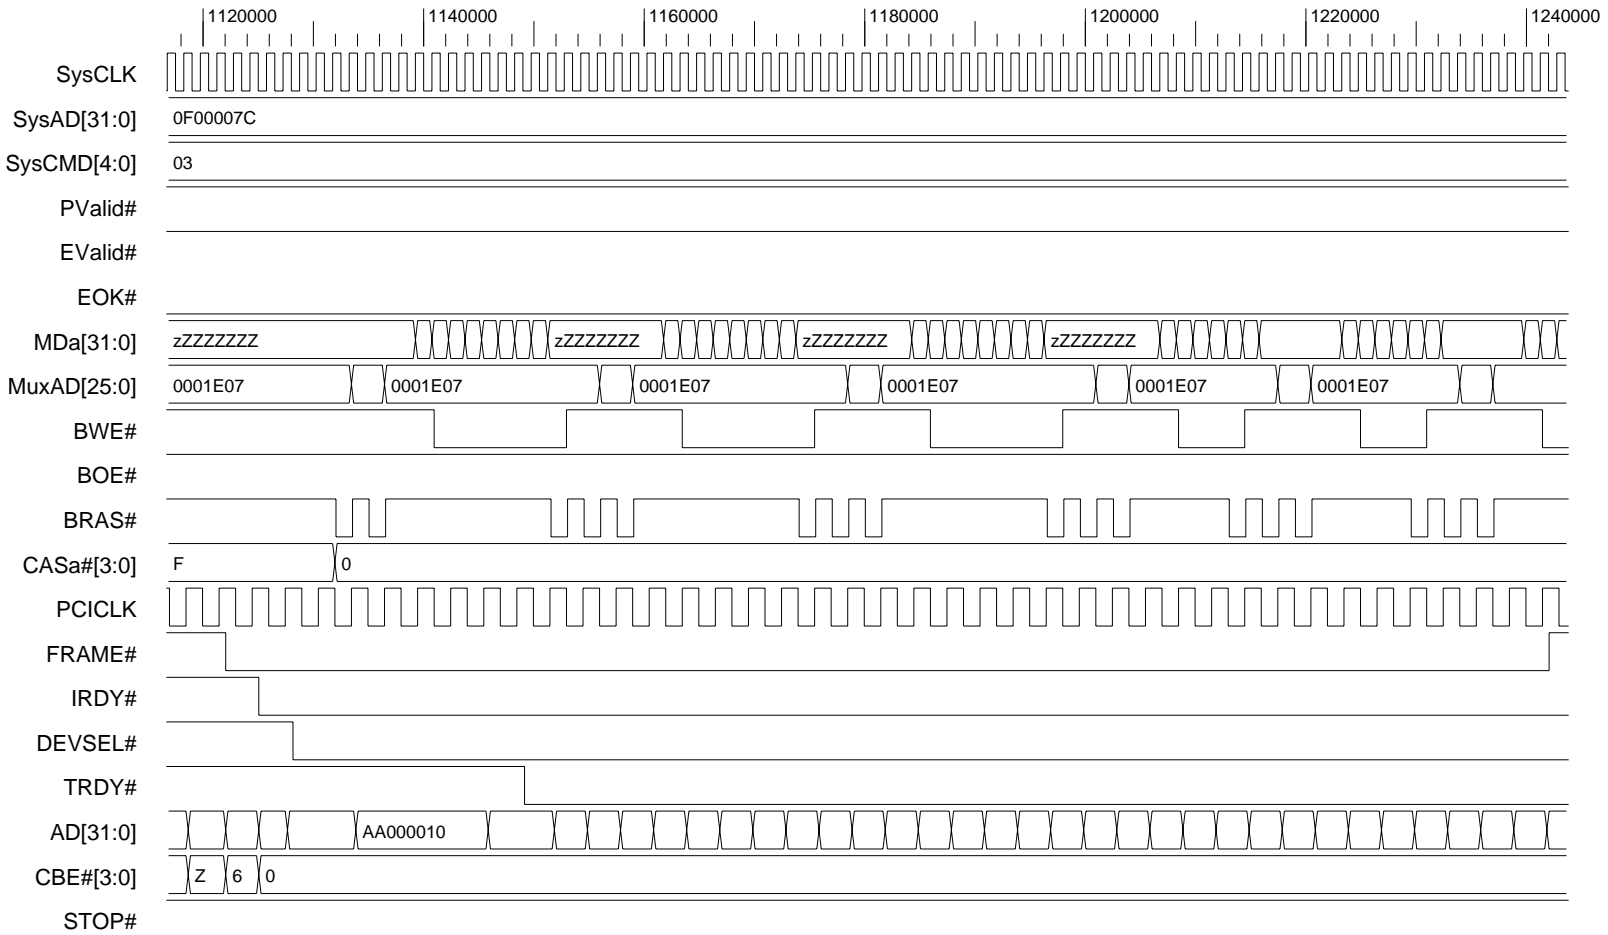 1120000 1140000 1160000 1180000 1200000 1220000 1240000
SysCLK
SysAD[31:0] 0F00007C
SysCMD[4:0] 03
PValid#
EValid#
EOK#
MDa[31:0] zZZZZZZZ zZZZZZZZ zZZZZZZZ zZZZZZZZ
MuxAD[25:0] 0001E07 0001E07 0001E07 0001E07 0001E07 0001E07
BWE#
BOE#
BRAS#
CASa#[3:0] F 0
PCICLK
FRAME#
IRDY#
DEVSEL#
TRDY#
AD[31:0] AA000010
CBE#[3:0] Z 6 0
STOP#